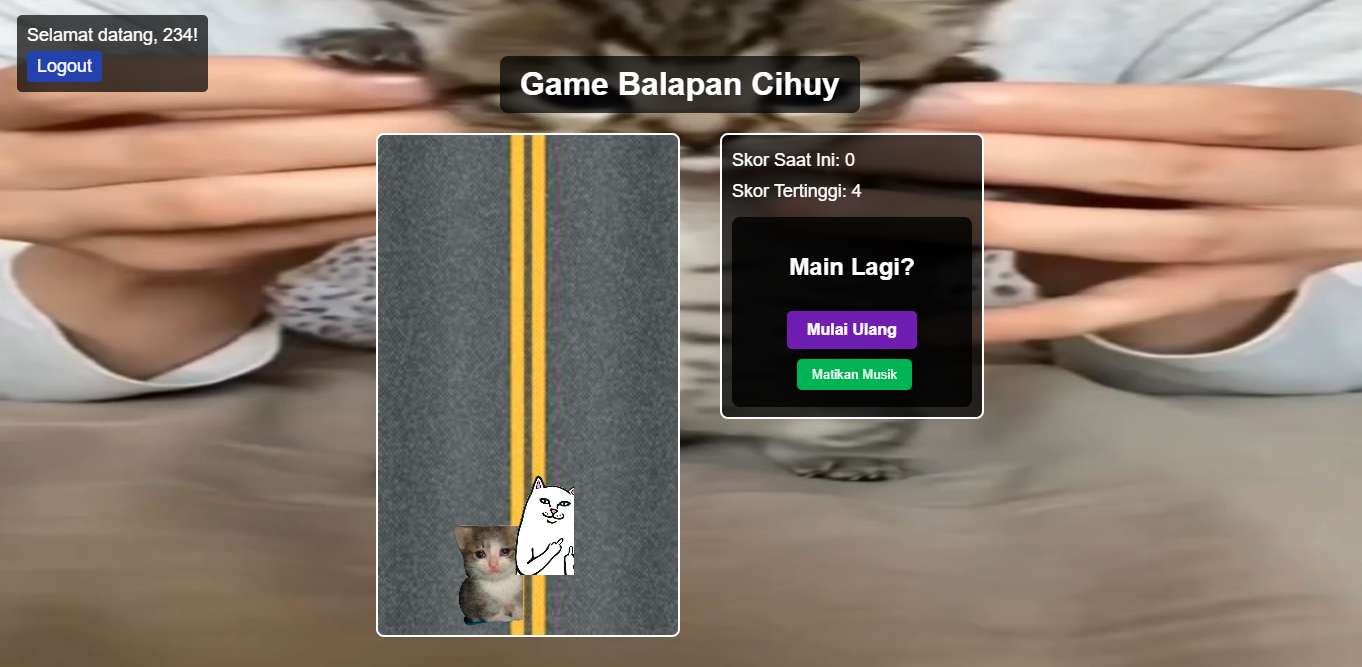 Selamat datang, 234!
Logout
Game Balapan Cihuy
Skor Saat Ini: 0
Skor Tertinggi: 4
Main Lagi?
Mulai Ulang
Matikan Musik